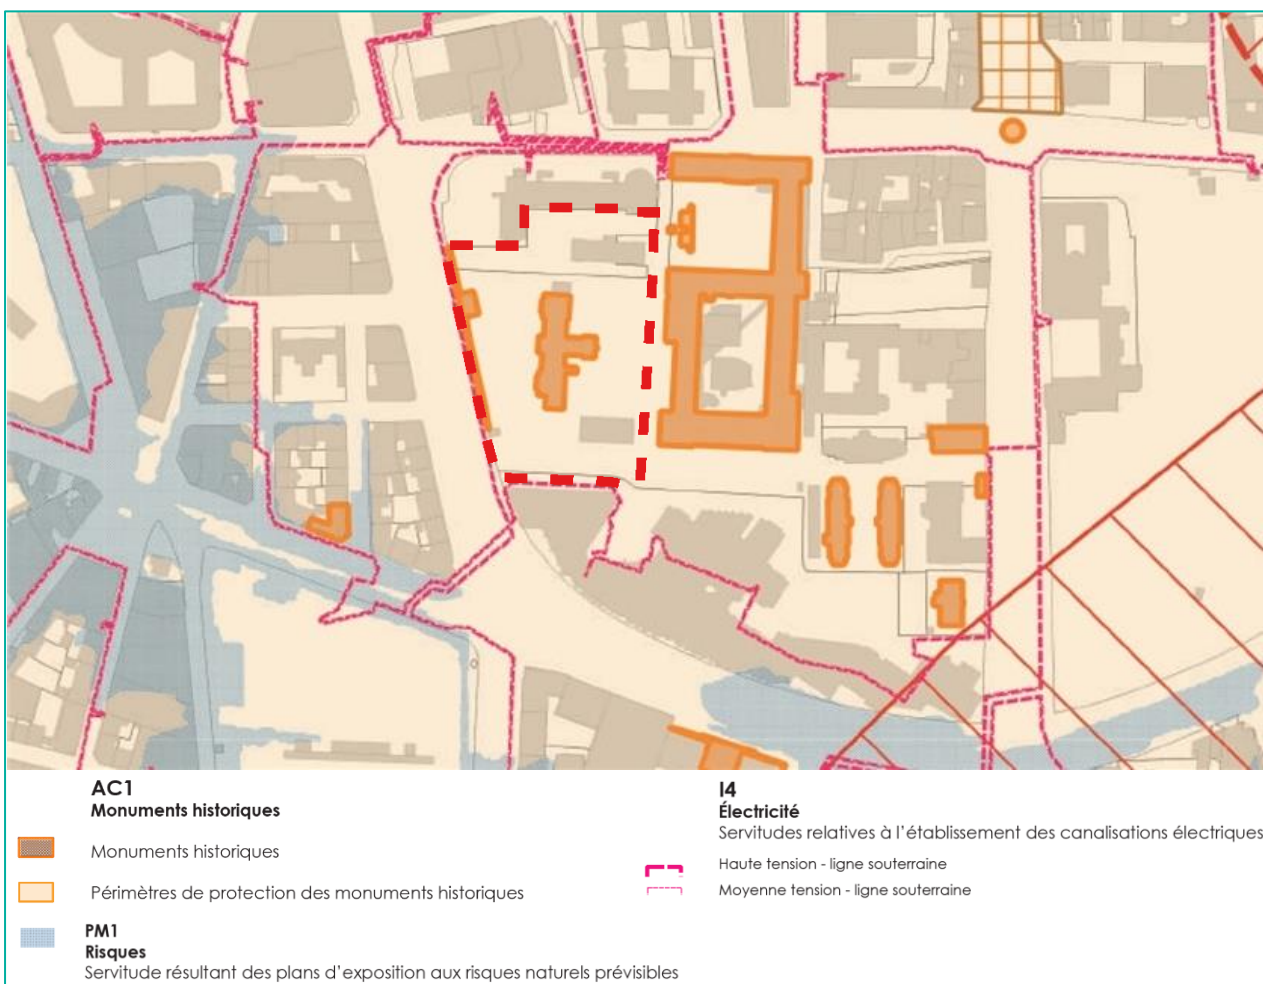 AC1
Monuments historiques
Monuments historiques
Périmètres de protection des monuments historiques
PM1
Risques
Servitude résultant des plans d'exposition aux risques naturels prévisibles
I4
Électricité
Servitudes relatives à l'établissement des canalisations électriques
Haute tension - ligne souterraine
Moyenne tension - ligne souterraine